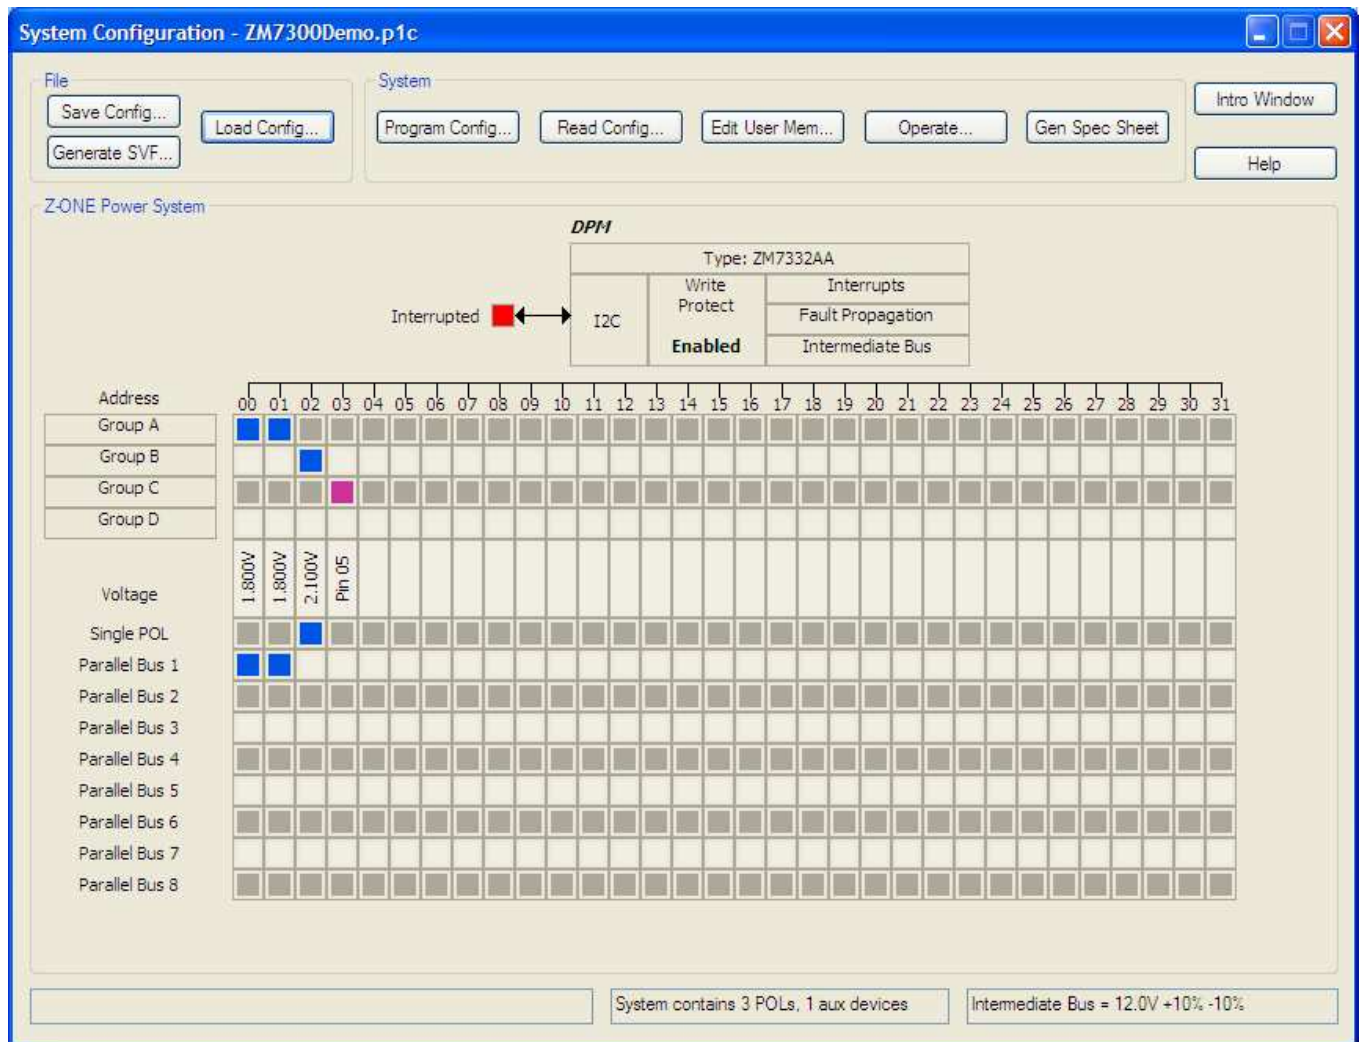 System Configuration - ZM7300Demo.p1c
File
System
Save Config...
Load Config...
Generate SVF...
Program Config...
Read Config...
Edit User Mem...
Operate...
Gen Spec Sheet
Intro Window
Help
Z-ONE Power System
DPM
Type: ZM7332AA
Interrupted
I2C
Write
Protect
Enabled
Interrupts
Fault Propagation
Intermediate Bus
Address 00 01 02 03 04 05 06 07 08 09 10 11 12 13 14 15 16 17 18 19 20 21 22 23 24 25 26 27 28 29 30 31
Group A
Group B
Group C
Group D
Voltage 1.800V 1.800V 2.100V Pin 05
Single POL
Parallel Bus 1
Parallel Bus 2
Parallel Bus 3
Parallel Bus 4
Parallel Bus 5
Parallel Bus 6
Parallel Bus 7
Parallel Bus 8
System contains 3 POLs, 1 aux devices
Intermediate Bus = 12.0V +10% -10%